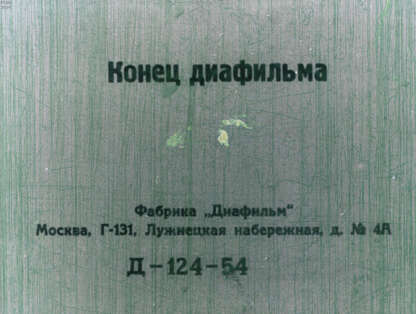 Конец диафильма
Фабрика „Диафильм“
Москва, Г-131, Лужнецкая набережная, д. № 4А
Д-124-54